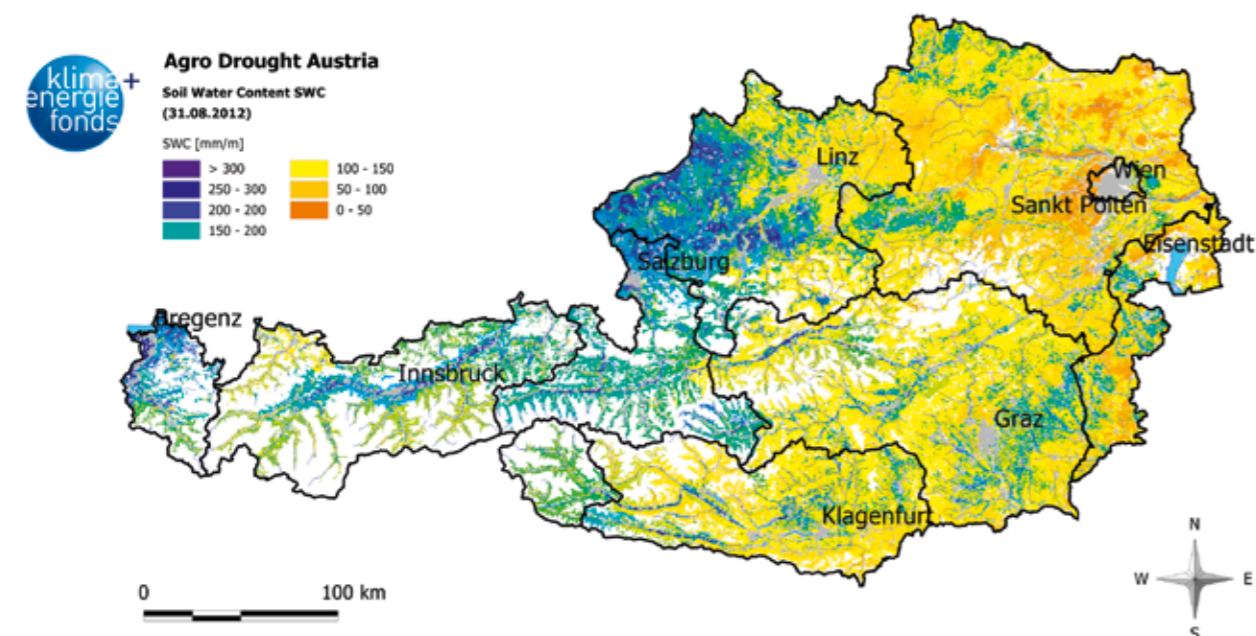 klima+
energie
fonds
Agro Drought Austria
Soil Water Content SWC
(31.08.2012)
SWC [mm/m]
> 300
250 - 300
200 - 200
150 - 200
100 - 150
50 - 100
0 - 50
Linz
Wien
Sankt Pölten
Eisenstadt
Salzburg
Bregenz
Innsbruck
Graz
Klagenfurt
0 100 km
N
W E
S